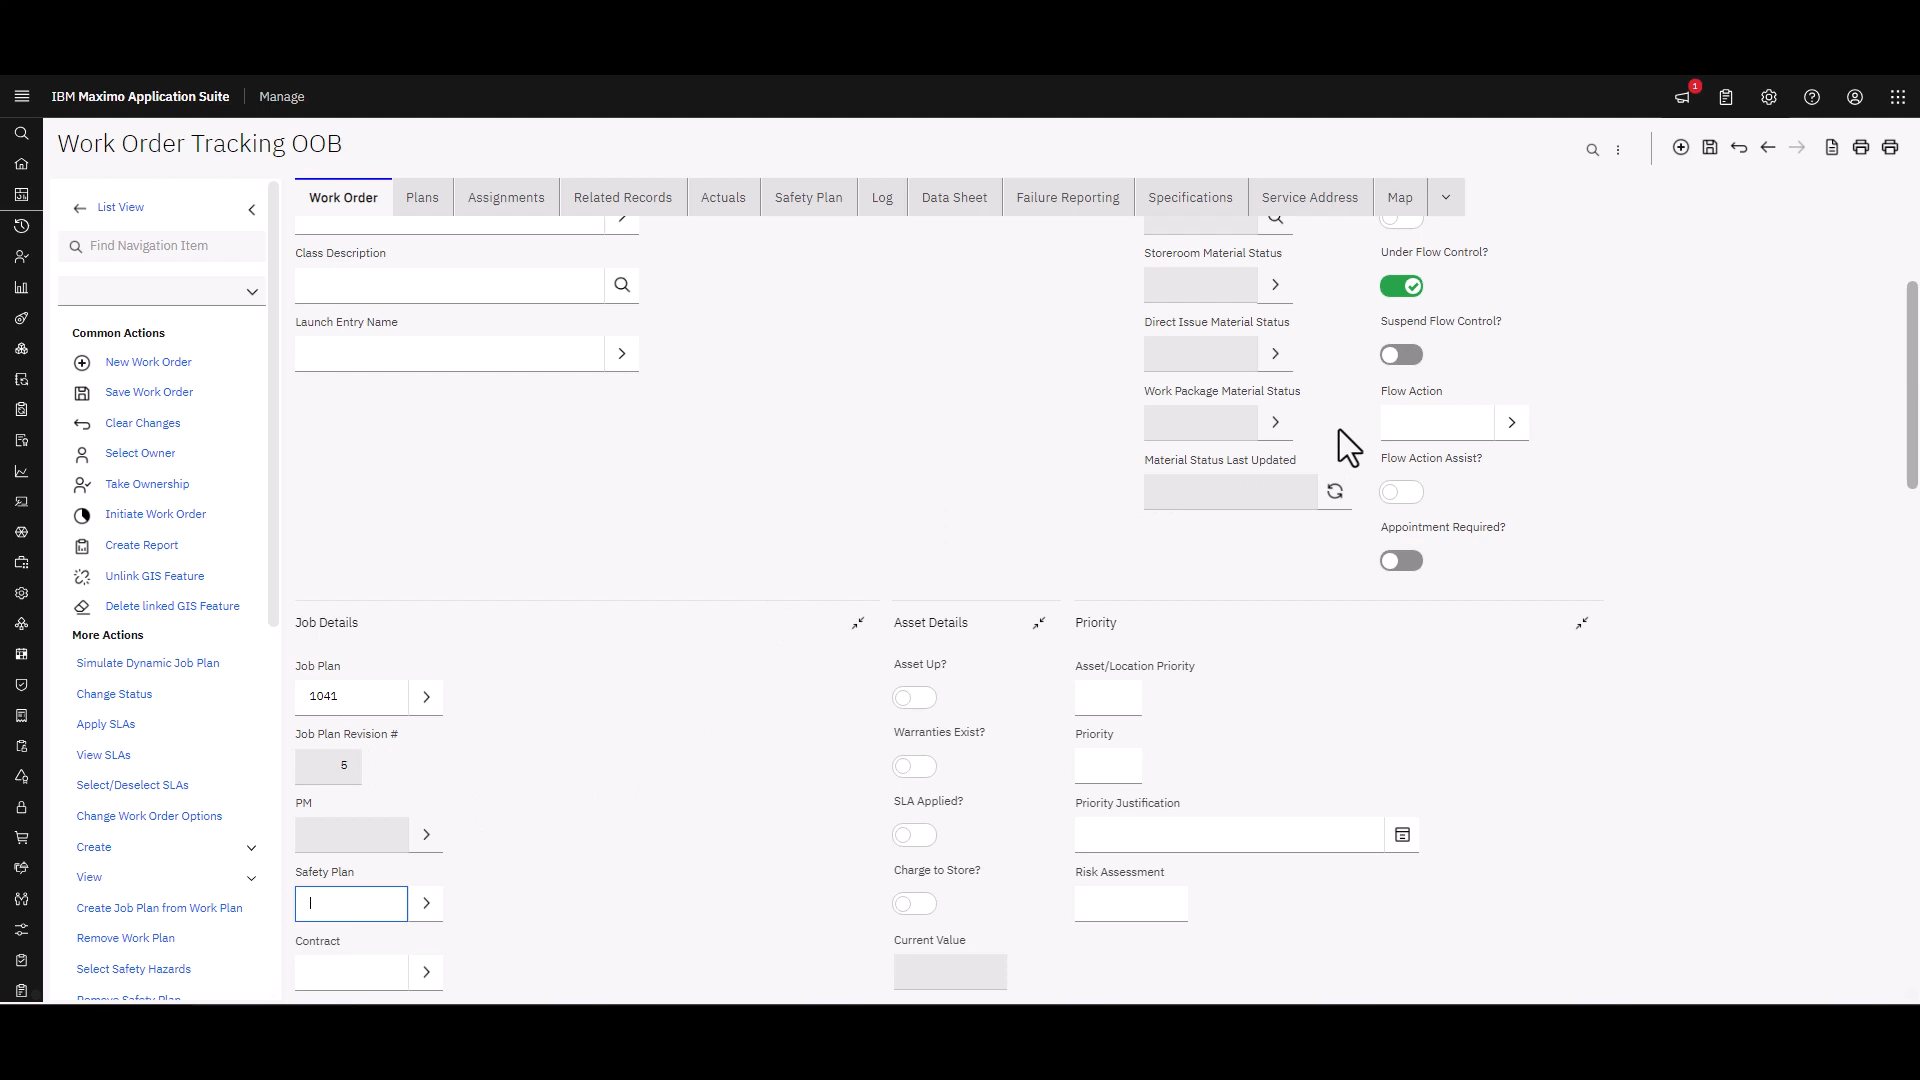 IBM Maximo Application Suite
Manage
1
Work Order Tracking OOB
List View
Find Navigation Item
Common Actions
New Work Order
Save Work Order
Clear Changes
Select Owner
Take Ownership
Initiate Work Order
Create Report
Unlink GIS Feature
Delete linked GIS Feature
More Actions
Simulate Dynamic Job Plan
Change Status
Apply SLAs
View SLAs
Select/Deselect SLAs
Change Work Order Options
Create
View
Create Job Plan from Work Plan
Remove Work Plan
Select Safety Hazards
Remove Safety Plan
Work Order
Plans
Assignments
Related Records
Actuals
Safety Plan
Log
Data Sheet
Failure Reporting
Specifications
Service Address
Map
Class Description
Launch Entry Name
Storeroom Material Status
Direct Issue Material Status
Work Package Material Status
Material Status Last Updated
Under Flow Control?
Suspend Flow Control?
Flow Action
Flow Action Assist?
Appointment Required?
Job Details
Job Plan
1041
Job Plan Revision #
5
PM
Safety Plan
Contract
Asset Details
Asset Up?
Warranties Exist?
SLA Applied?
Charge to Store?
Current Value
Priority
Asset/Location Priority
Priority
Priority Justification
Risk Assessment